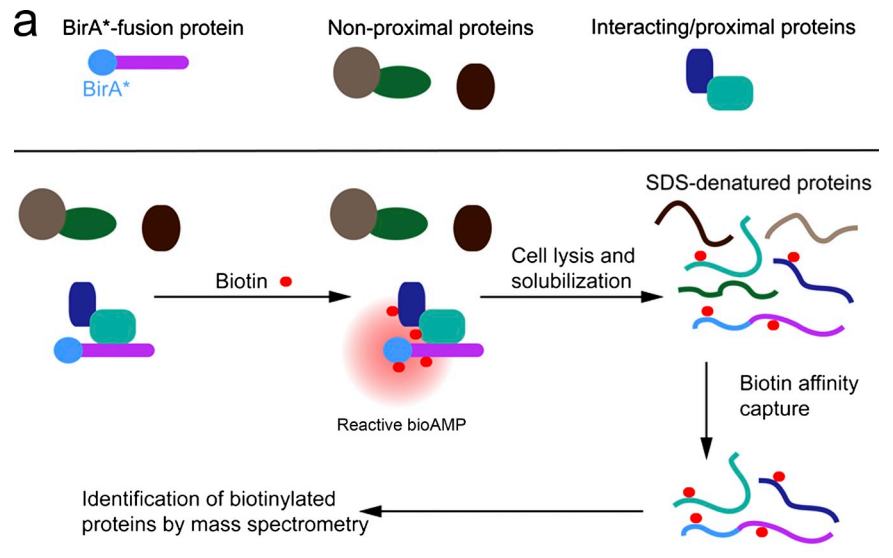 a
BirA*-fusion protein
Non-proximal proteins
Interacting/proximal proteins
BirA*
SDS-denatured proteins
Biotin
Cell lysis and
solubilization
Reactive bioAMP
Biotin affinity
capture
Identification of biotinylated
proteins by mass spectrometry